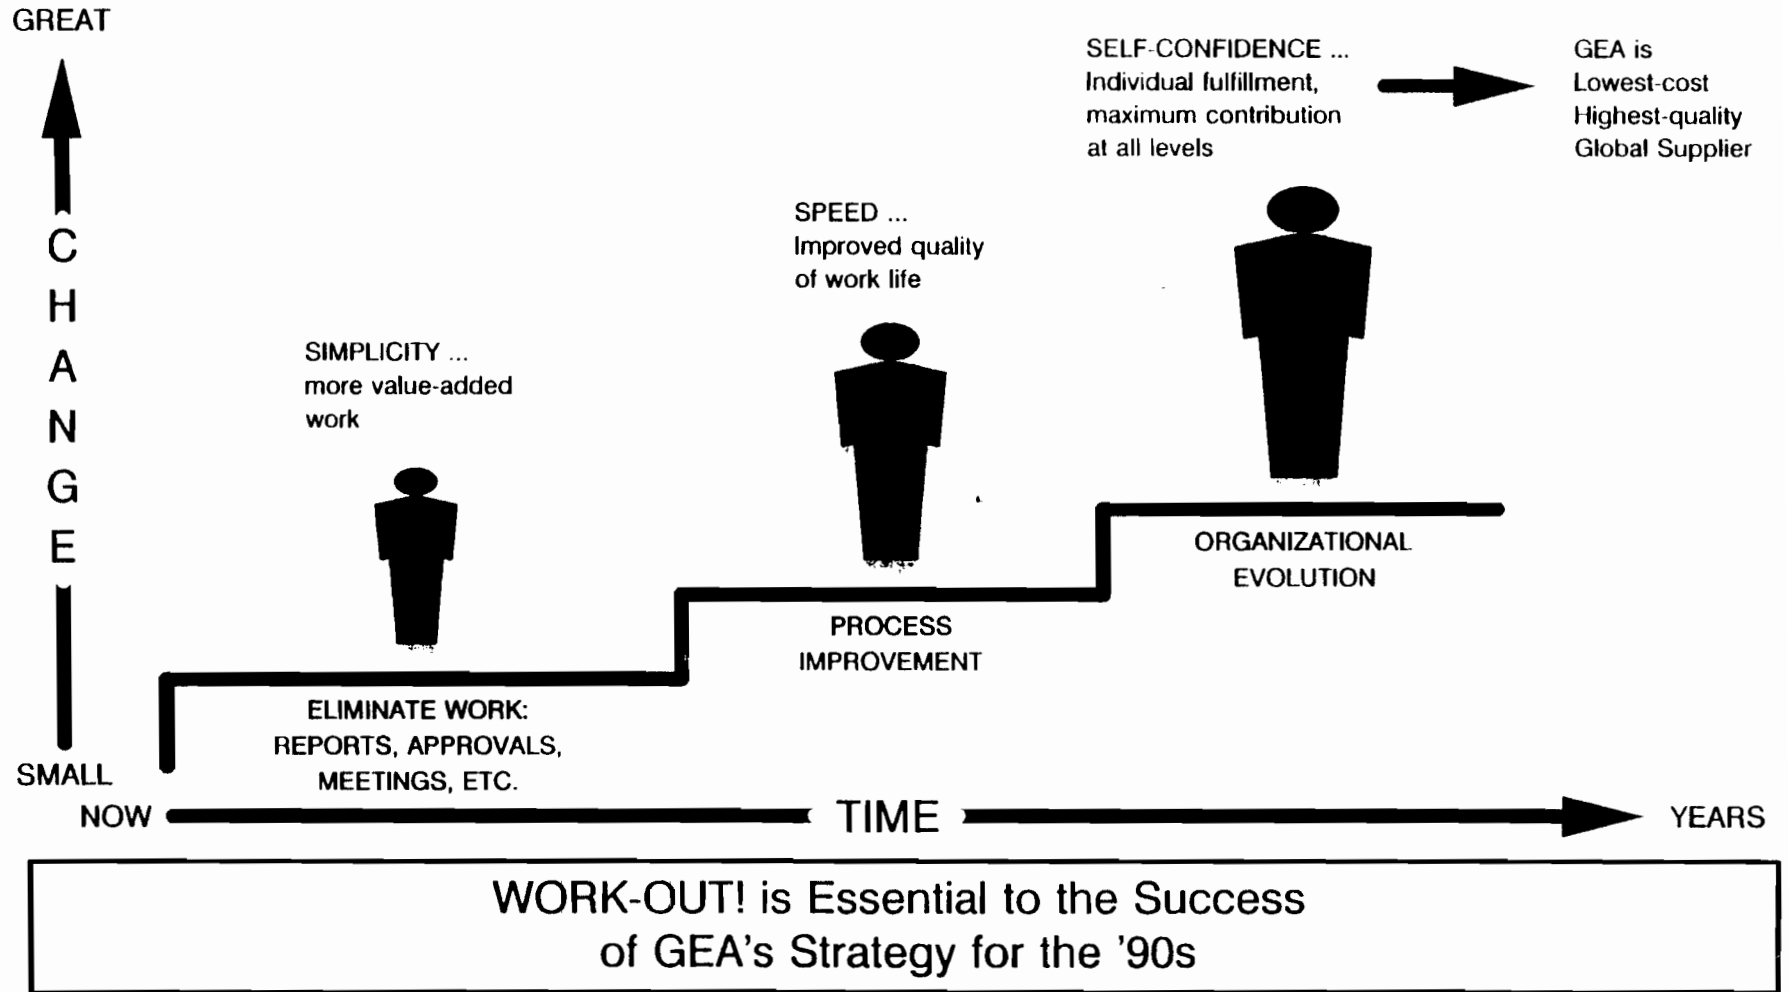 GREAT
CHANGE
SMALL
SELF-CONFIDENCE ...
Individual fulfillment,
maximum contribution
at all levels
GEA is
Lowest-cost
Highest-quality
Global Supplier
SPEED ...
Improved quality
of work life
SIMPLICITY ...
more value-added
work
ORGANIZATIONAL
EVOLUTION
PROCESS
IMPROVEMENT
ELIMINATE WORK:
REPORTS, APPROVALS,
MEETINGS, ETC.
NOW TIME YEARS
WORK-OUT! is Essential to the Success
of GEA's Strategy for the '90s